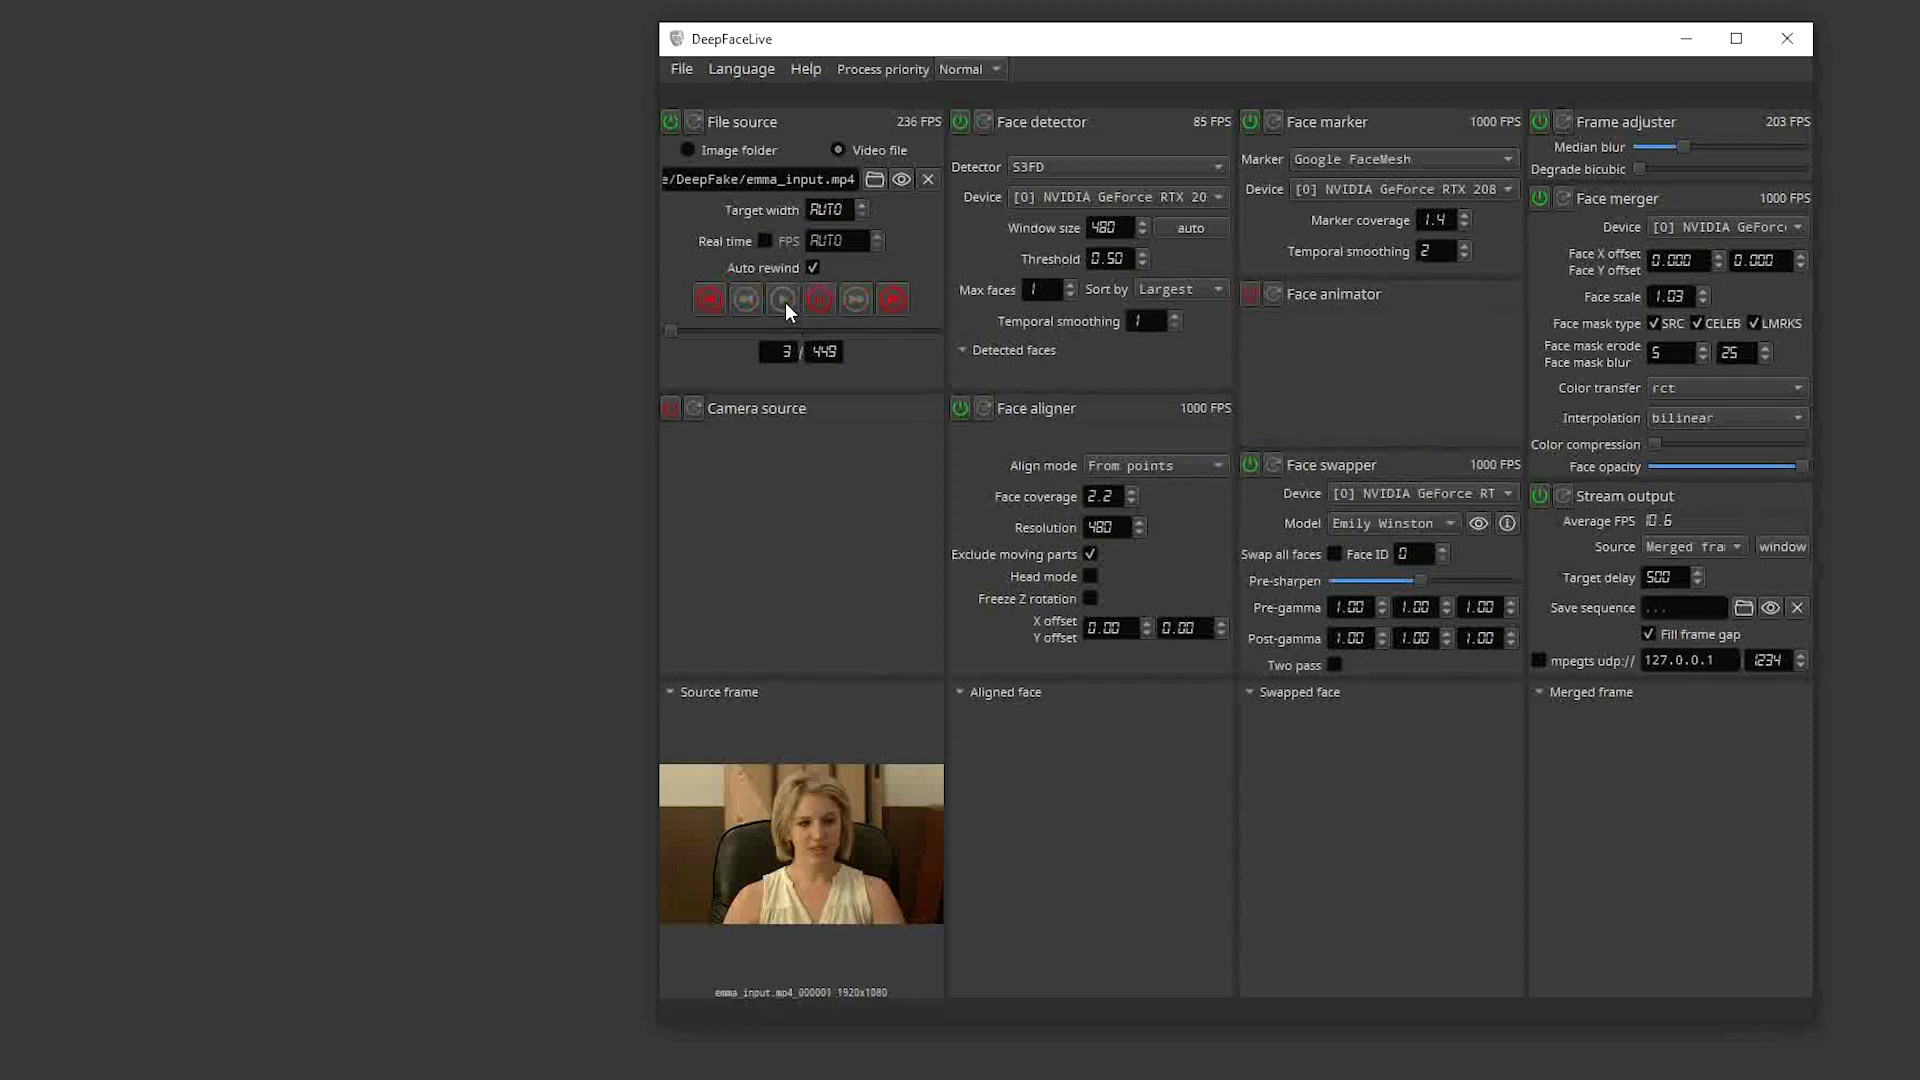 DeepFaceLive
File Language Help Process priority Normal
File source 236 FPS
Image folder Video file
e/DeepFake/emma_input.mp4
Target width AUTO
Real time FPS AUTO
Auto rewind
3 / 449
Camera source
Face detector 85 FPS
Detector S3FD
Device [0] NVIDIA GeForce RTX 20
Window size 480 auto
Threshold 0.50
Max faces 1 Sort by Largest
Temporal smoothing 1
Detected faces
Face aligner 1000 FPS
Align mode From points
Face coverage 2.2
Resolution 480
Exclude moving parts
Head mode
Freeze Z rotation
X offset
Y offset
0.00 0.00
Face marker 1000 FPS
Marker Google FaceMesh
Device [0] NVIDIA GeForce RTX 208
Marker coverage 1.4
Temporal smoothing 2
Face animator
Face swapper 1000 FPS
Device [0] NVIDIA GeForce RT
Model Emily Winston
Swap all faces Face ID 0
Pre-sharpen
Pre-gamma 1.00 1.00 1.00
Post-gamma 1.00 1.00 1.00
Two pass
Frame adjuster 203 FPS
Median blur
Degrade bicubic
Face merger 1000 FPS
Device [0] NVIDIA GeForc
Face X offset
Face Y offset
0.000 0.000
Face scale 1.03
Face mask type SRC CELEB LMRKS
Face mask erode
Face mask blur
5 25
Color transfer rct
Interpolation bilinear
Color compression
Face opacity
Stream output
Average FPS 10.6
Source Merged fra window
Target delay 500
Save sequence ...
Fill frame gap
mpegts udp:// 127.0.0.1 1234
Source frame
Aligned face
Swapped face
Merged frame
emma_input.mp4_000001 1920x1080